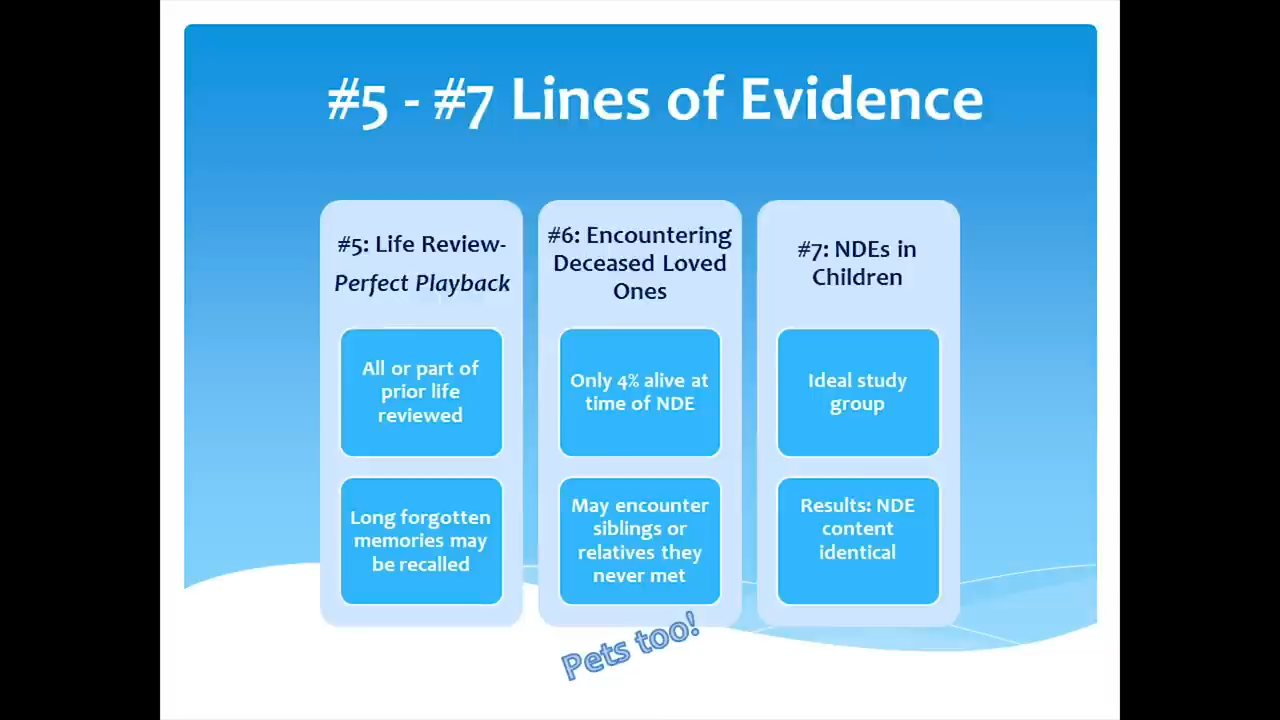 #5 - #7 Lines of Evidence
#5: Life Review-
Perfect Playback
All or part of
prior life
reviewed
Long forgotten
memories may
be recalled
#6: Encountering
Deceased Loved
Ones
Only 4% alive at
time of NDE
May encounter
siblings or
relatives they
never met
Pets too!
#7: NDEs in
Children
Ideal study
group
Results: NDE
content
identical